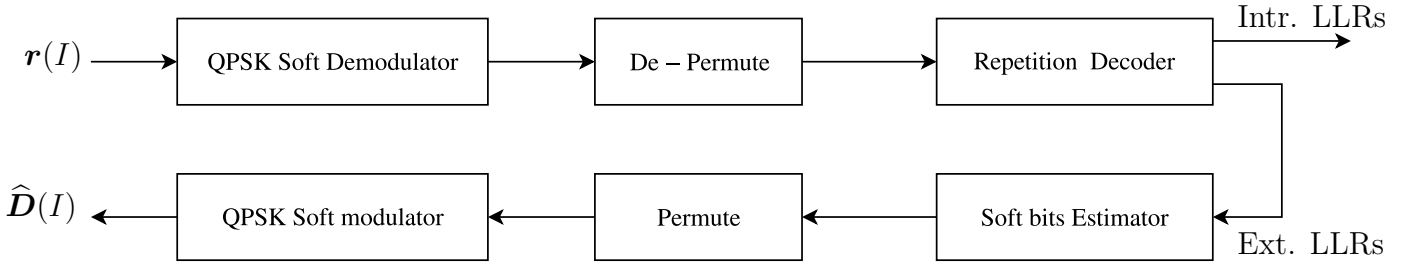 Intr. LLRs
r(I)
QPSK Soft Demodulator
De − Permute
Repetition Decoder
D̂(I)
QPSK Soft modulator
Permute
Soft bits Estimator
Ext. LLRs